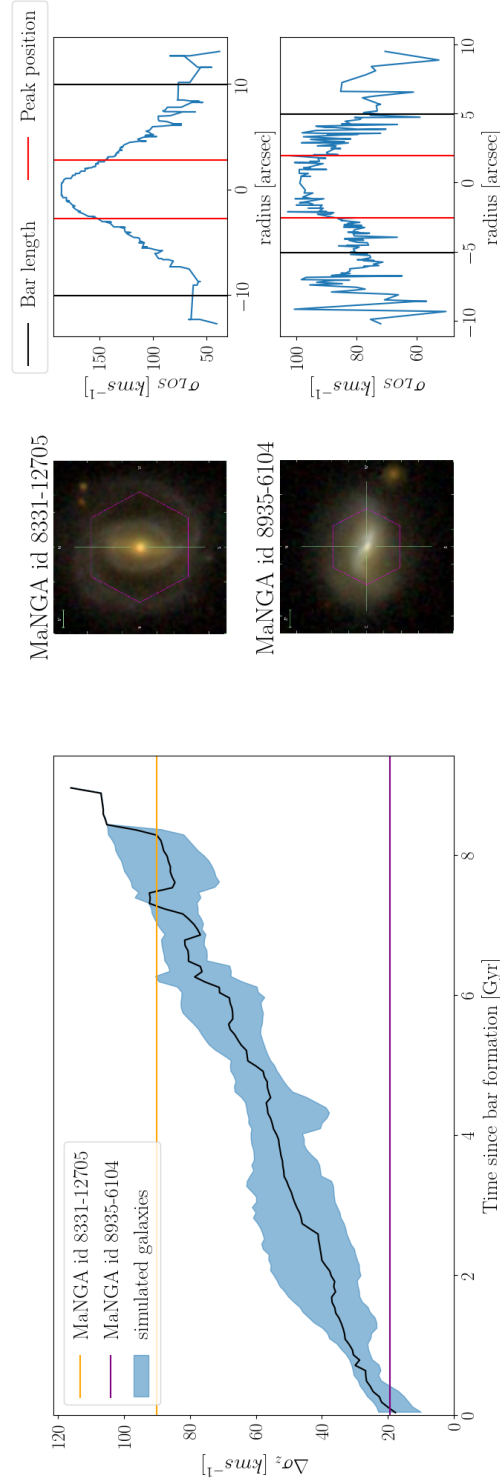 MaNGA id 8331-12705
MaNGA id 8935-6104
simulated galaxies
120
100
80
60
40
20
0
Δσz [kms⁻¹]
0
2
4
6
8
Time since bar formation [Gyr]
MaNGA id 8331-12705
MaNGA id 8935-6104
Bar length
Peak position
150
100
50
σLOS [kms⁻¹]
−10
0
10
radius [arcsec]
100
80
60
σLOS [kms⁻¹]
−10
−5
0
5
10
radius [arcsec]